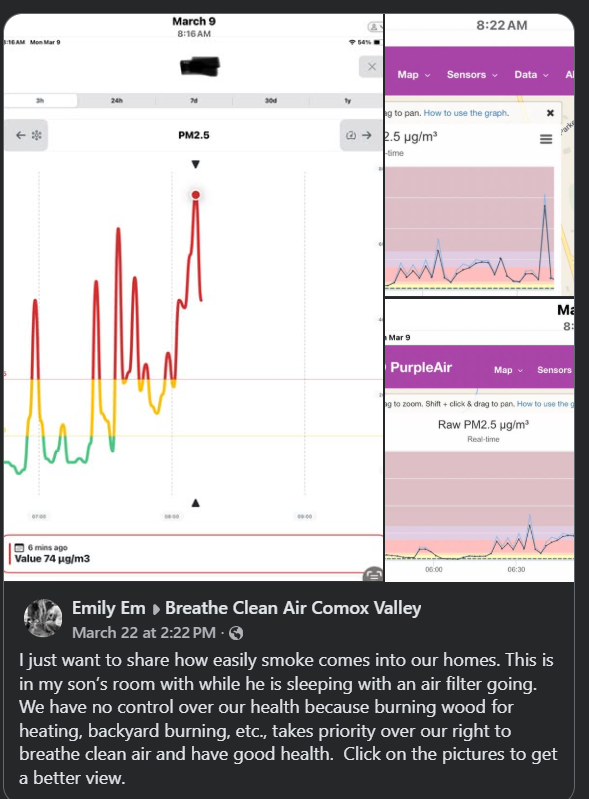 March 9
8:16AM
8:16AM Mon Mar 9
54%
3h 24h 7d 30d 1y
PM2.5
07:00 08:00 09:00
6 mins ago
Value 74 µg/m3
8:22AM
Map Sensors Data
ag to pan. How to use the graph.
2.5 µg/m³
-time
Ma
8:
Mar 9
PurpleAir Map Sensors
ag to zoom. Shift + click & drag to pan. How to use the g
Raw PM2.5 µg/m³
Real-time
06:00 06:30
Emily Em Breathe Clean Air Comox Valley
March 22 at 2:22 PM ·
I just want to share how easily smoke comes into our homes. This is
in my son's room with while he is sleeping with an air filter going.
We have no control over our health because burning wood for
heating, backyard burning, etc., takes priority over our right to
breathe clean air and have good health. Click on the pictures to get
a better view.